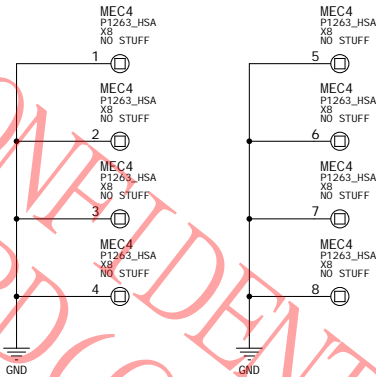 MEC4
P1263_HSA
X8
NO STUFF
1
MEC4
P1263_HSA
X8
NO STUFF
2
MEC4
P1263_HSA
X8
NO STUFF
3
MEC4
P1263_HSA
X8
NO STUFF
4
GND
MEC4
P1263_HSA
X8
NO STUFF
5
MEC4
P1263_HSA
X8
NO STUFF
6
MEC4
P1263_HSA
X8
NO STUFF
7
MEC4
P1263_HSA
X8
NO STUFF
8
GND